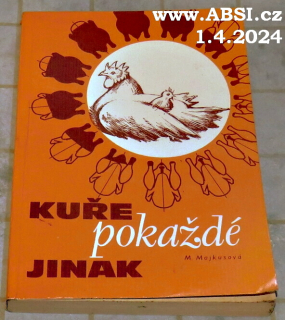 www.ABSI.cz
1.4.2024
KUŘE
pokaždé
JINAK
M. Majkusová